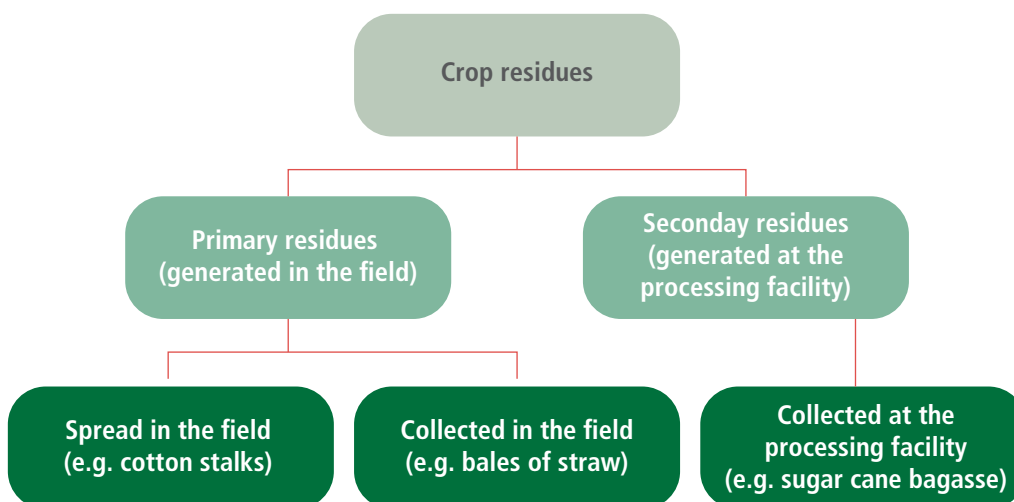 Crop residues
Primary residues
(generated in the field)
Seconday residues
(generated at the
processing facility)
Spread in the field
(e.g. cotton stalks)
Collected in the field
(e.g. bales of straw)
Collected at the
processing facility
(e.g. sugar cane bagasse)